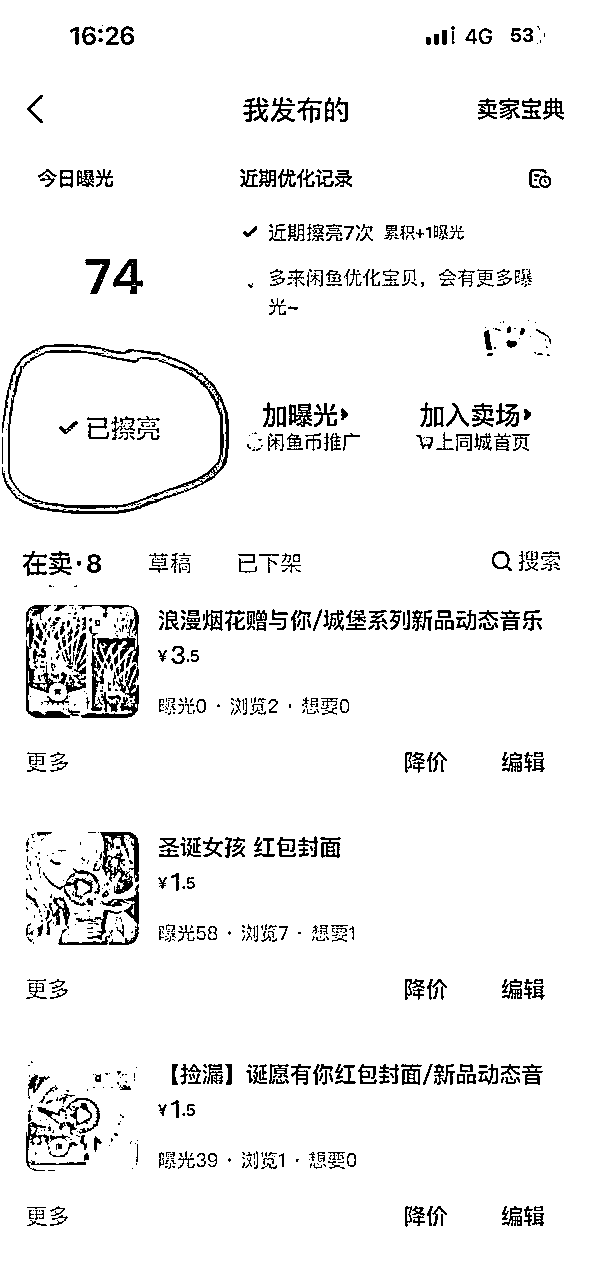 16:26
4G 53
我发布的
卖家宝典
今日曝光
近期优化记录
74
近期擦亮7次 累积+1曝光
多来闲鱼优化宝贝，会有更多曝
光~
已擦亮
加曝光
闲鱼币推广
加入卖场
上同城首页
在卖·8
草稿
已下架
搜索
浪漫烟花赠与你/城堡系列新品动态音乐
¥3.5
曝光0 · 浏览2 · 想要0
更多
降价
编辑
圣诞女孩 红包封面
¥1.5
曝光58 · 浏览7 · 想要1
更多
降价
编辑
【捡漏】诞愿有你红包封面/新品动态音
¥1.5
曝光39 · 浏览1 · 想要0
更多
降价
编辑